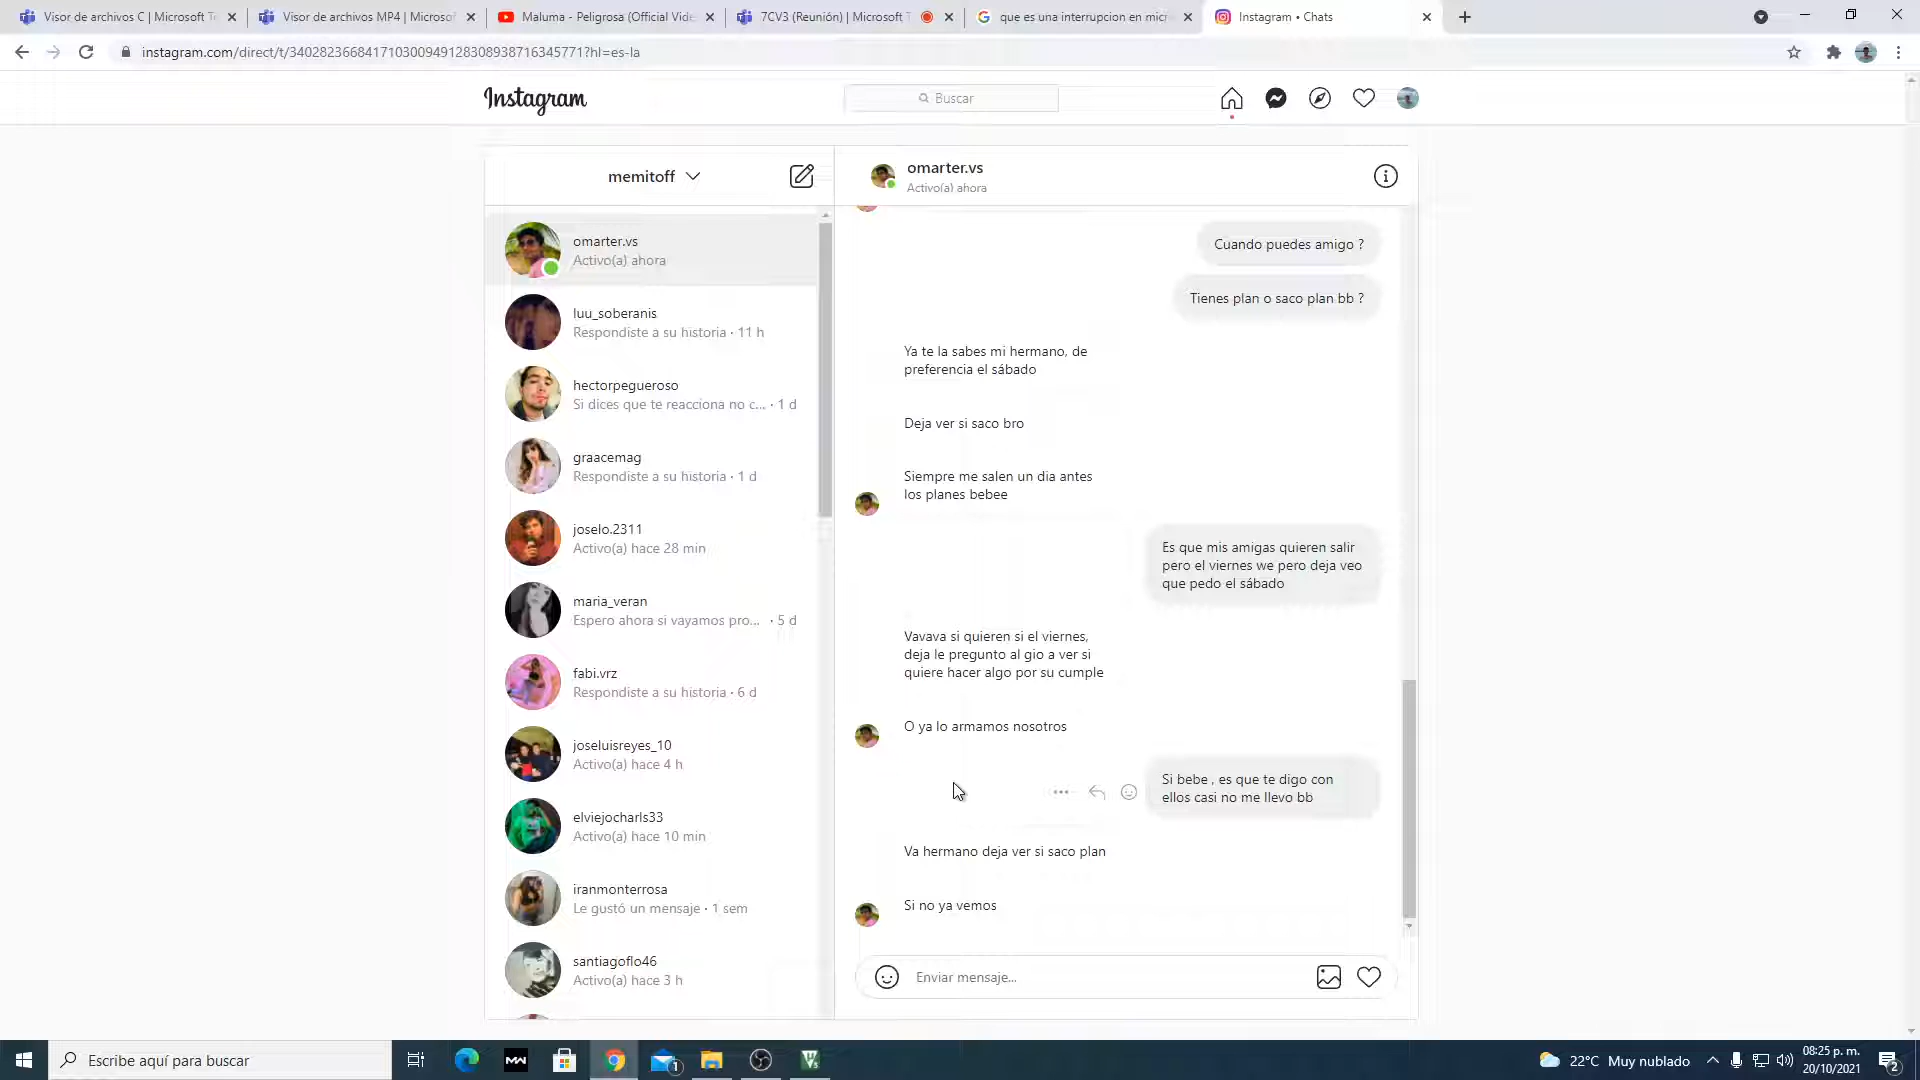 Visor de archivos C | Microsoft Te
Visor de archivos MP4 | Microsof
Maluma - Peligrosa (Official Vide
7CV3 (Reunión) | Microsoft T
que es una interrupcion en micr
Instagram • Chats
instagram.com/direct/t/340282366841710300949128308938716345771?hl=es-la
Instagram
Buscar
memitoff
omarter.vs
Activo(a) ahora
omarter.vs
Activo(a) ahora
luu_soberanis
Respondiste a su historia · 11 h
hectorpegueroso
Si dices que te reacciona no c... · 1 d
graacemag
Respondiste a su historia · 1 d
joselo.2311
Activo(a) hace 28 min
maria_veran
Espero ahora si vayamos pro... · 5 d
fabi.vrz
Respondiste a su historia · 6 d
joseluisreyes_10
Activo(a) hace 4 h
elviejocharls33
Activo(a) hace 10 min
iranmonterrosa
Le gustó un mensaje · 1 sem
santiagoflo46
Activo(a) hace 3 h
Cuando puedes amigo ?
Tienes plan o saco plan bb ?
Ya te la sabes mi hermano, de
preferencia el sábado
Deja ver si saco bro
Siempre me salen un dia antes
los planes bebee
Es que mis amigas quieren salir
pero el viernes we pero deja veo
que pedo el sábado
Vavava si quieren si el viernes,
deja le pregunto al gio a ver si
quiere hacer algo por su cumple
O ya lo armamos nosotros
Si bebe , es que te digo con
ellos casi no me llevo bb
Va hermano deja ver si saco plan
Si no ya vemos
Enviar mensaje...
Escribe aquí para buscar
MW
1
22°C Muy nublado
08:25 p. m.
20/10/2021
2